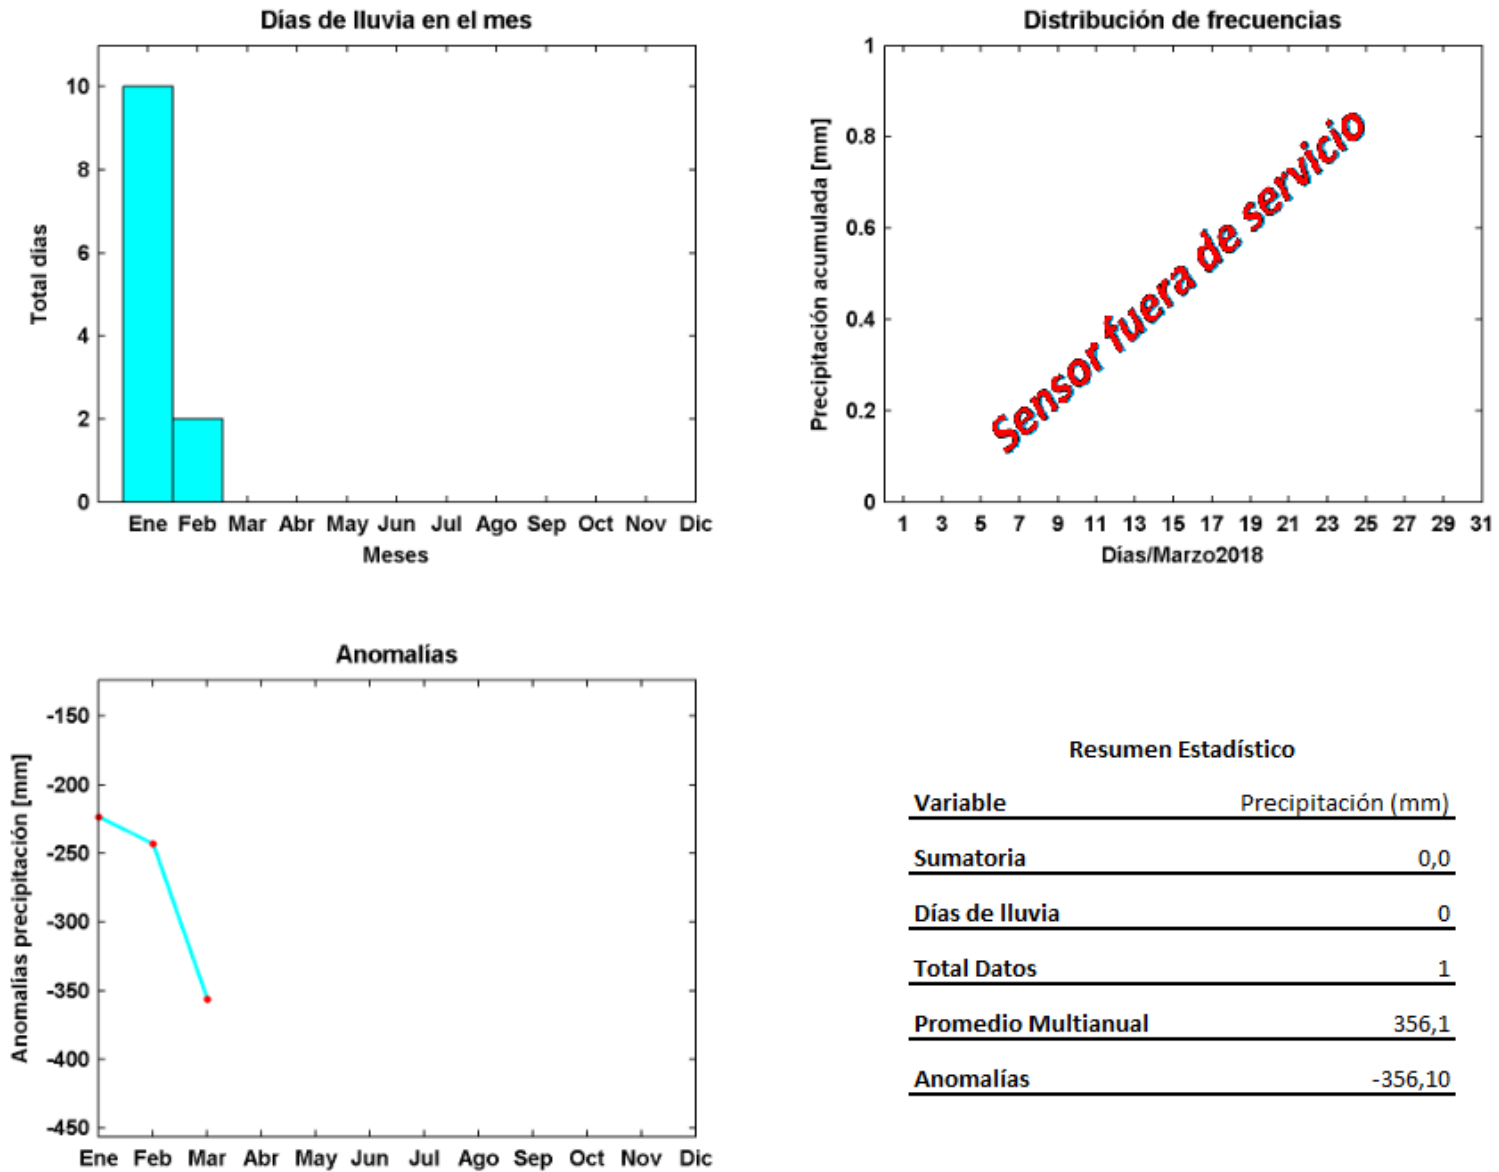 Días de lluvia en el mes
10
8
6
4
2
0
Total días
Ene Feb Mar Abr May Jun Jul Ago Sep Oct Nov Dic
Meses
Distribución de frecuencias
1
0.8
0.6
0.4
0.2
0
Precipitación acumulada [mm]
Sensor fuera de servicio
1 3 5 7 9 11 13 15 17 19 21 23 25 27 29 31
Días/Marzo2018
Anomalías
-150
-200
-250
-300
-350
-400
-450
Anomalías precipitación [mm]
Ene Feb Mar Abr May Jun Jul Ago Sep Oct Nov Dic
Resumen Estadístico
Variable Precipitación (mm)
Sumatoria 0,0
Días de lluvia 0
Total Datos 1
Promedio Multianual 356,1
Anomalías -356,10